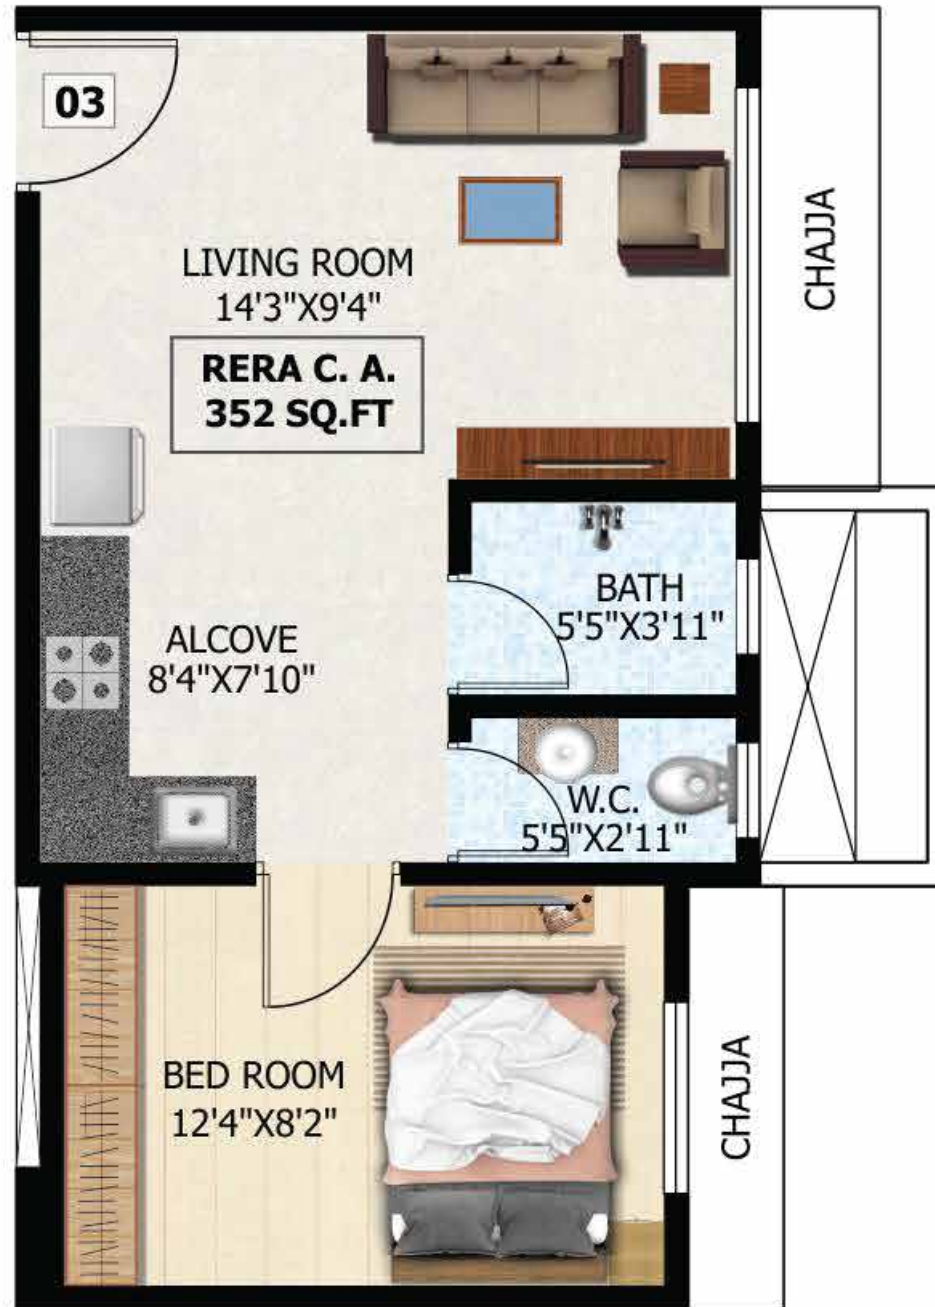 03
LIVING ROOM
14'3"X9'4"
RERA C. A.
352 SQ.FT
CHAJJA
BATH
5'5"X3'11"
ALCOVE
8'4"X7'10"
W.C.
5'5"X2'11"
BED ROOM
12'4"X8'2"
CHAJJA